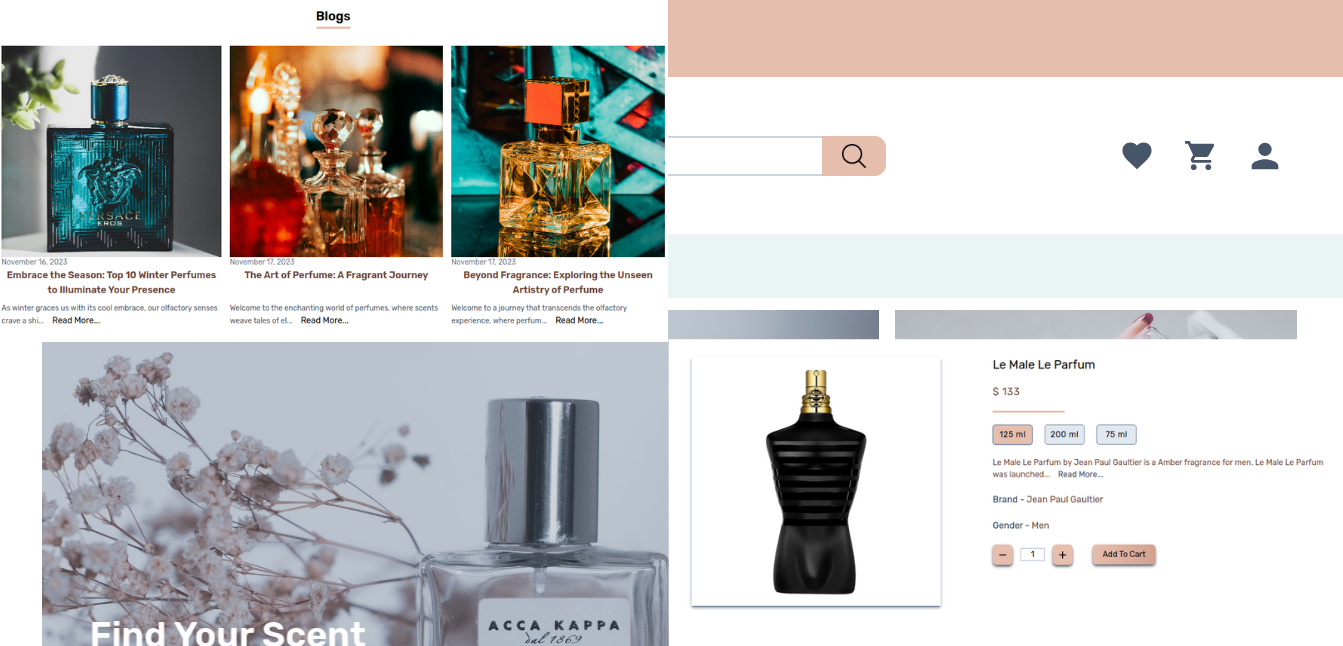 Blogs
VERSACE
EROS
November 16, 2023
Embrace the Season: Top 10 Winter Perfumes
to Illuminate Your Presence
As winter graces us with its cool embrace, our olfactory senses
crave a shi... Read More...
November 17, 2023
The Art of Perfume: A Fragrant Journey
Welcome to the enchanting world of perfumes, where scents
weave tales of el... Read More...
November 17, 2023
Beyond Fragrance: Exploring the Unseen
Artistry of Perfume
Welcome to a journey that transcends the olfactory
experience, where perfum... Read More...
Find Your Scent
ACCA KAPPA
dal 1869
Le Male Le Parfum
$ 133
125 ml 200 ml 75 ml
Le Male Le Parfum by Jean Paul Gaultier is a Amber fragrance for men. Le Male Le Parfum
was launched... Read More...
Brand - Jean Paul Gaultier
Gender - Men
− 1 + Add To Cart